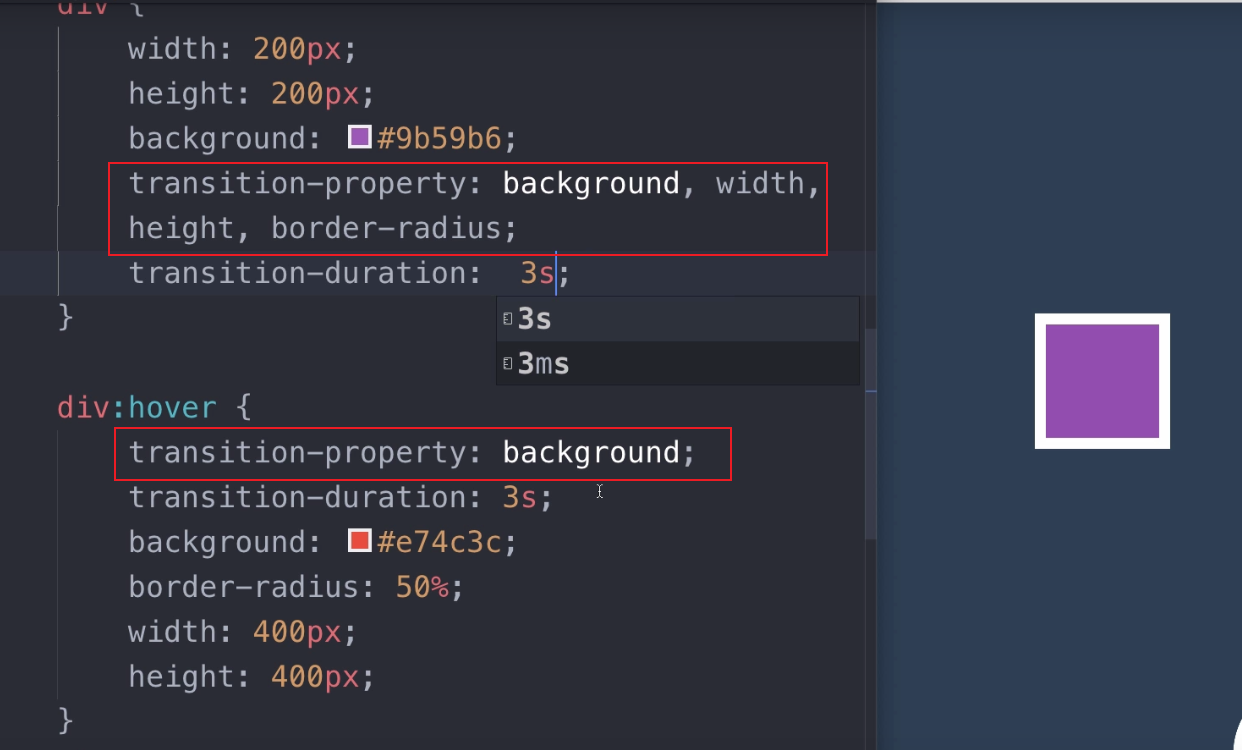 div {
width: 200px;
height: 200px;
background: #9b59b6;
transition-property: background, width,
height, border-radius;
transition-duration:  3s;
}
3s
3ms
div:hover {
transition-property: background;
transition-duration: 3s;
background: #e74c3c;
border-radius: 50%;
width: 400px;
height: 400px;
}